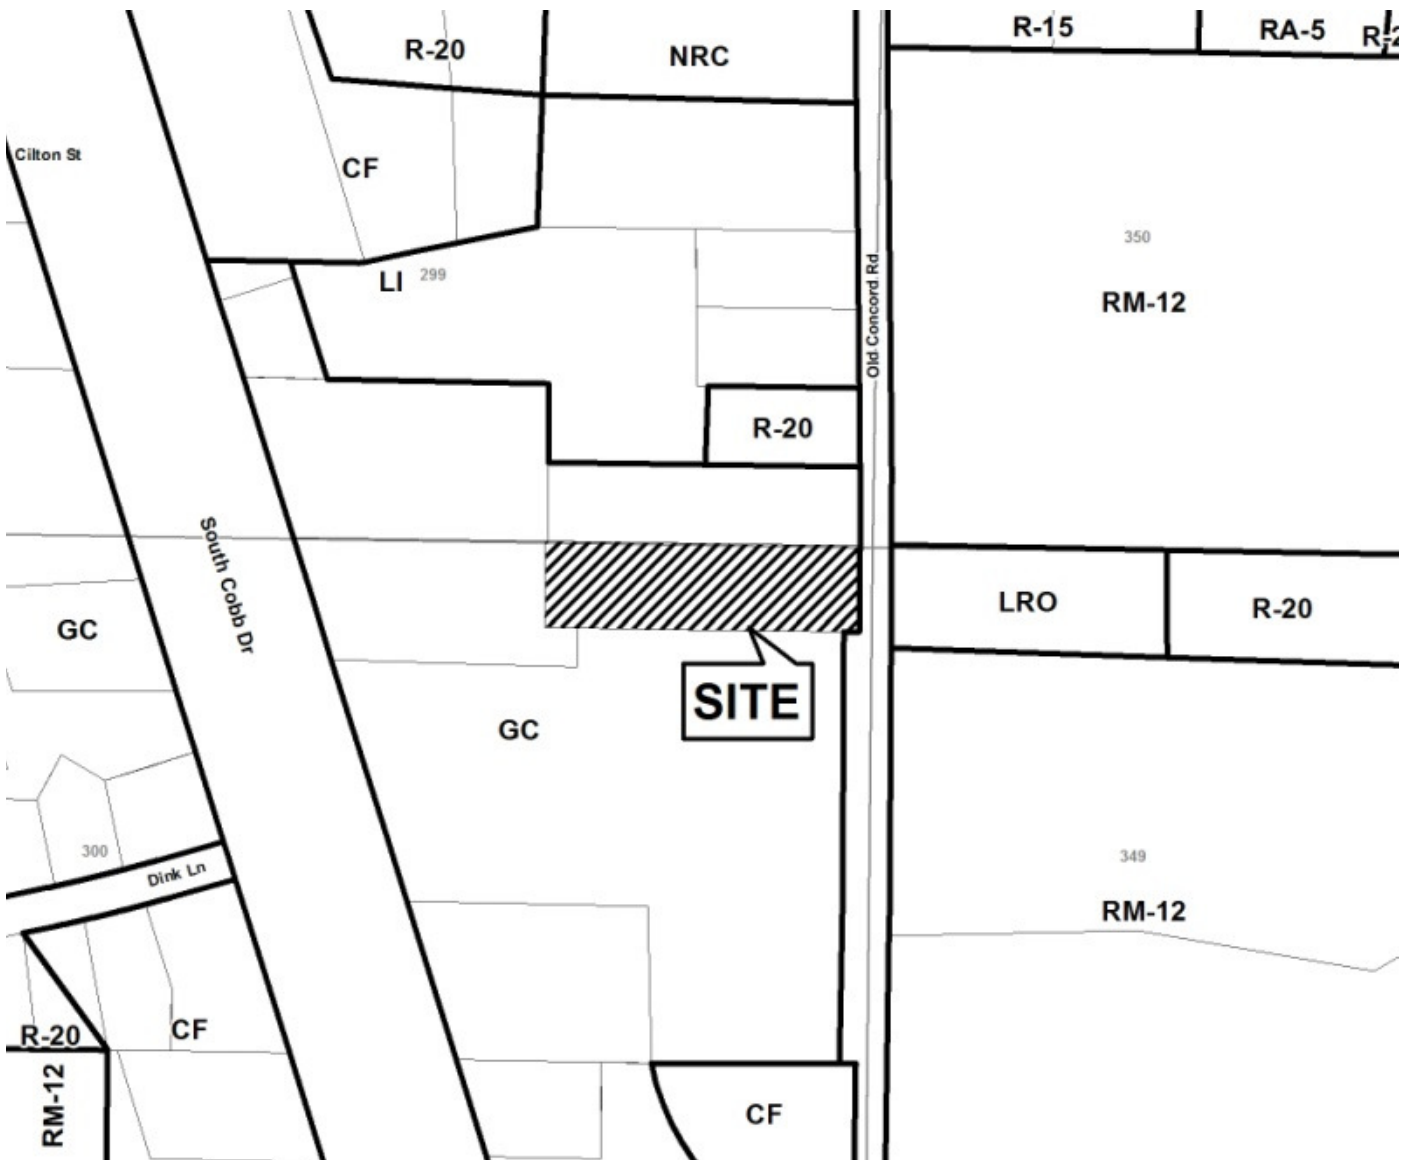 R-15
RA-5
R-20
NRC
Cilton St
CF
350
LI
299
RM-12
Old Concord Rd
R-20
South Cobb Dr
LRO
R-20
GC
SITE
GC
300
Dink Ln
349
RM-12
R-20
CF
RM-12
CF